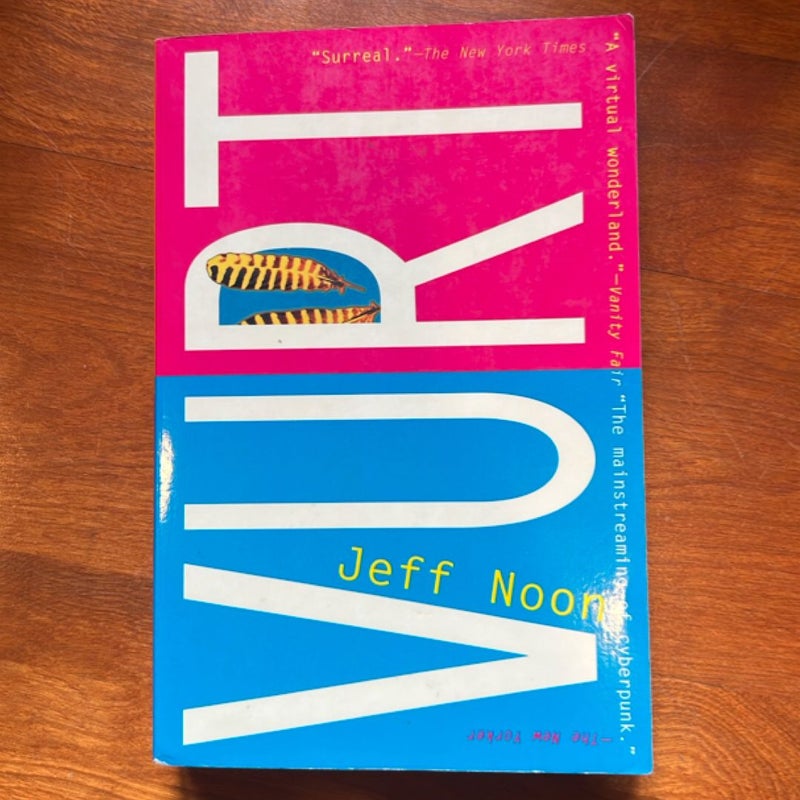 "Surreal."—The New York Times
"A virtual wonderland."—Vanity Fair "The mainstreaming of cyberpunk."
—The New Yorker
VURT
Jeff Noon